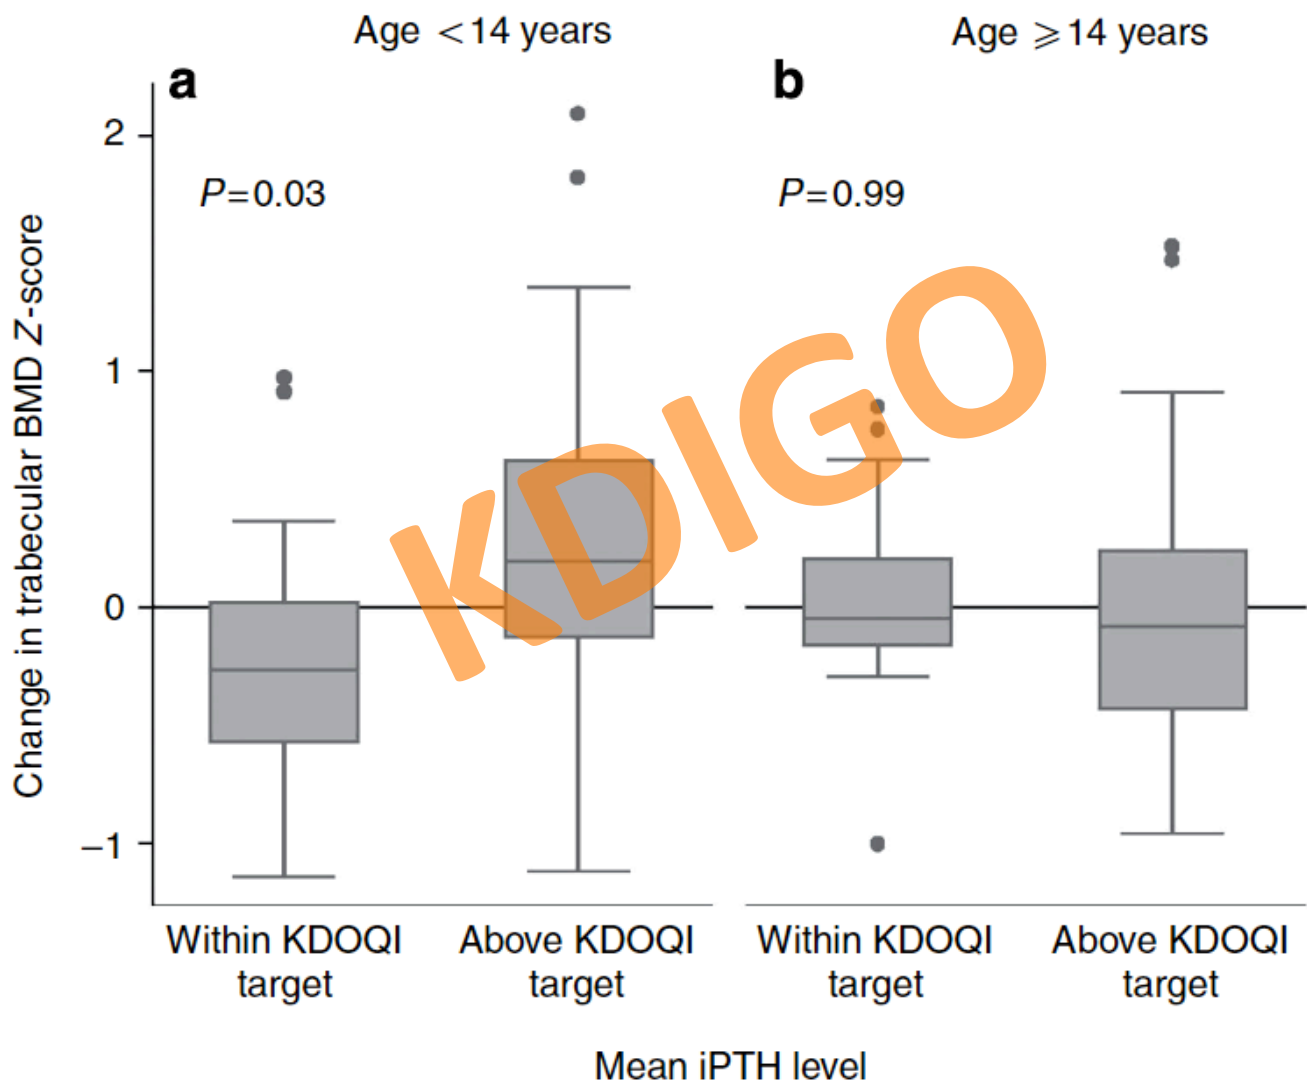 Age <14 years
Age ⩾14 years
a
b
2
P=0.03
P=0.99
1
0
−1
Change in trabecular BMD Z-score
KDIGO
Within KDOQI
target
Above KDOQI
target
Within KDOQI
target
Above KDOQI
target
Mean iPTH level